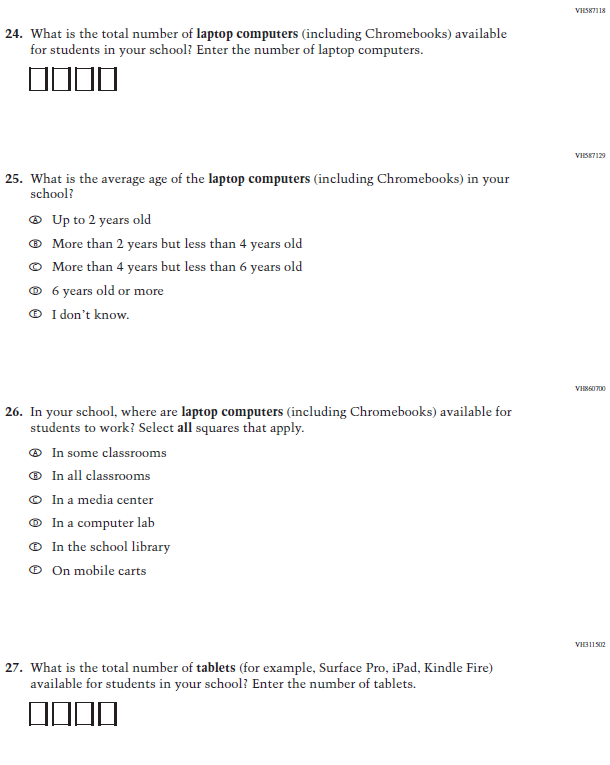 VH587118
24. What is the total number of laptop computers (including Chromebooks) available
for students in your school? Enter the number of laptop computers.
VH587129
25. What is the average age of the laptop computers (including Chromebooks) in your
school?
A Up to 2 years old
B More than 2 years but less than 4 years old
C More than 4 years but less than 6 years old
D 6 years old or more
E I don't know.
VH860700
26. In your school, where are laptop computers (including Chromebooks) available for
students to work? Select all squares that apply.
A In some classrooms
B In all classrooms
C In a media center
D In a computer lab
E In the school library
F On mobile carts
VH311502
27. What is the total number of tablets (for example, Surface Pro, iPad, Kindle Fire)
available for students in your school? Enter the number of tablets.